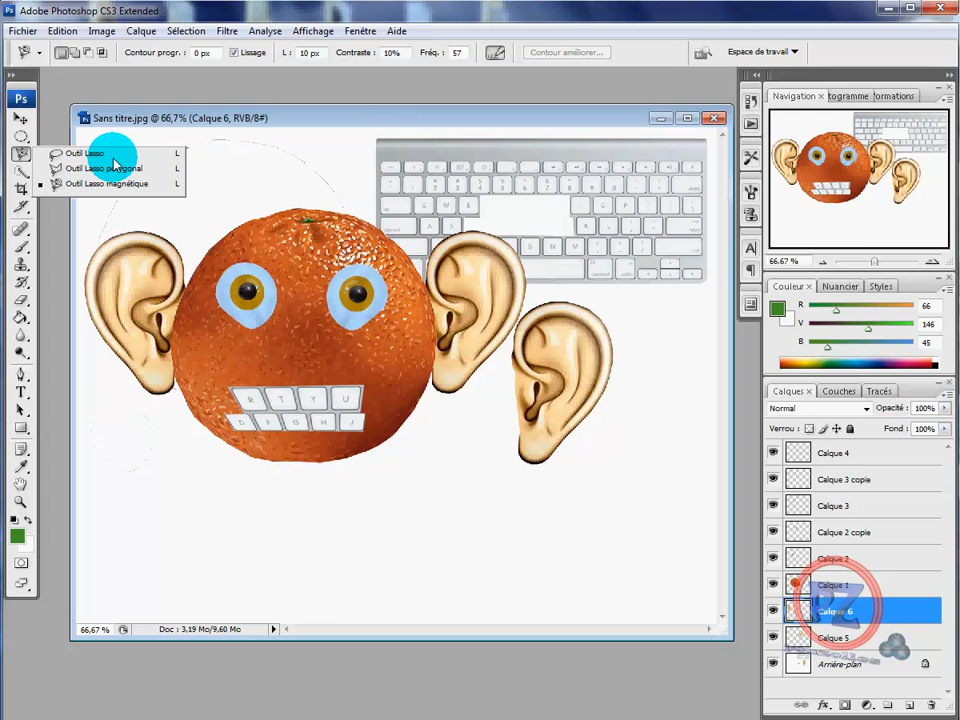 Adobe Photoshop CS3 Extended
Fichier Edition Image Calque Sélection Filtre Analyse Affichage Fenêtre Aide
Contour progr. : 0 px Lissage L : 10 px Contraste : 10% Fréq. : 57 Contour améliorer... Espace de travail
Ps
Sans titre.jpg @ 66,7% (Calque 6, RVB/8#)
Outil Lasso L
Outil Lasso polygonal L
Outil Lasso magnétique L
Navigation togramme formations
66.67 %
Couleur Nuancier Styles
R 66
V 146
B 45
Calques Couches Tracés
Normal Opacité : 100%
Verrou : Fond : 100%
Calque 4
Calque 3 copie
Calque 3
Calque 2 copie
Calque 2
Calque 1
Calque 6
Calque 5
Arrière-plan
R T Y U
D F G H J
66,67 % Doc : 3,19 Mo/9,60 Mo